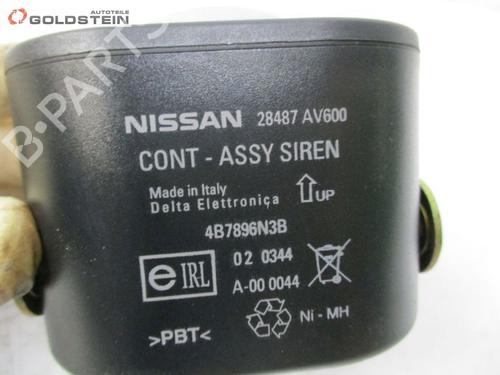 GOLDSTEIN
AUTOTEILE
NISSAN 28487 AV600
CONT - ASSY SIREN
Made in Italy
Delta Elettronica
UP
4B7896N3B
e IRL
02 0344
A-00 0044
>PBT<
Ni - MH